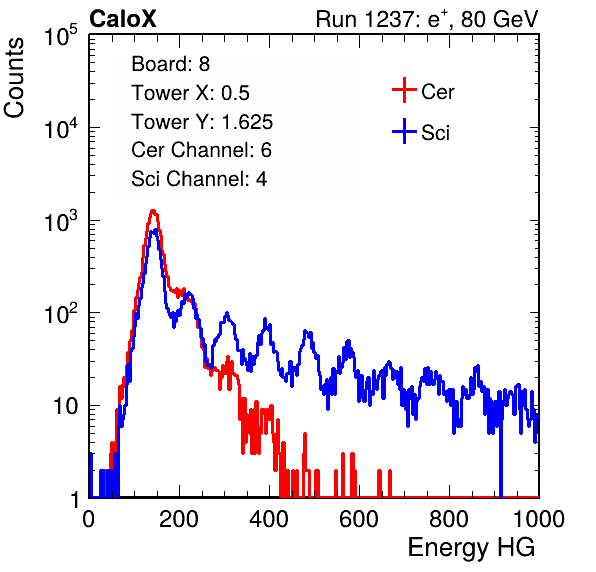 CaloX Run 1237: e⁺, 80 GeV
Counts
Board: 8
Tower X: 0.5
Tower Y: 1.625
Cer Channel: 6
Sci Channel: 4
Cer
Sci
10⁵
10⁴
10³
10²
10
1
0 200 400 600 800 1000
Energy HG